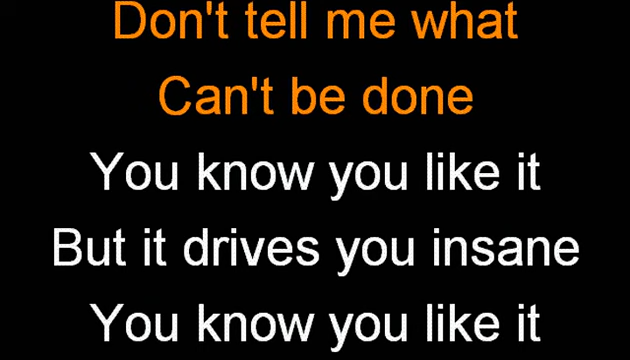 Don't tell me what
Can't be done
You know you like it
But it drives you insane
You know you like it